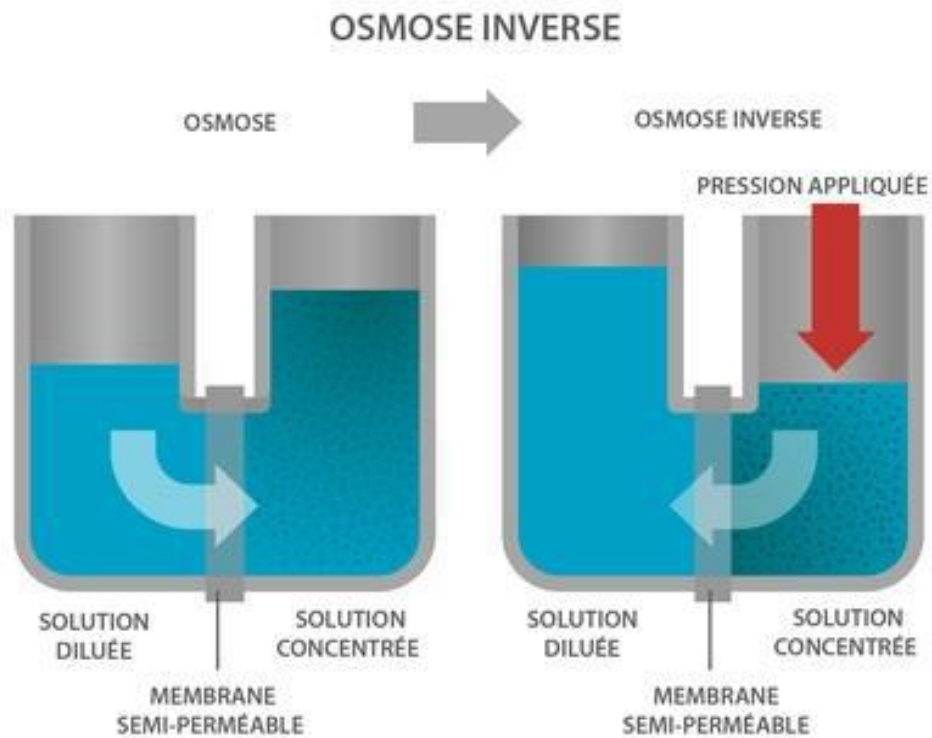 OSMOSE INVERSE
OSMOSE
OSMOSE INVERSE
PRESSION APPLIQUÉE
SOLUTION
DILUÉE
SOLUTION
CONCENTRÉE
MEMBRANE
SEMI-PERMÉABLE
SOLUTION
DILUÉE
SOLUTION
CONCENTRÉE
MEMBRANE
SEMI-PERMÉABLE